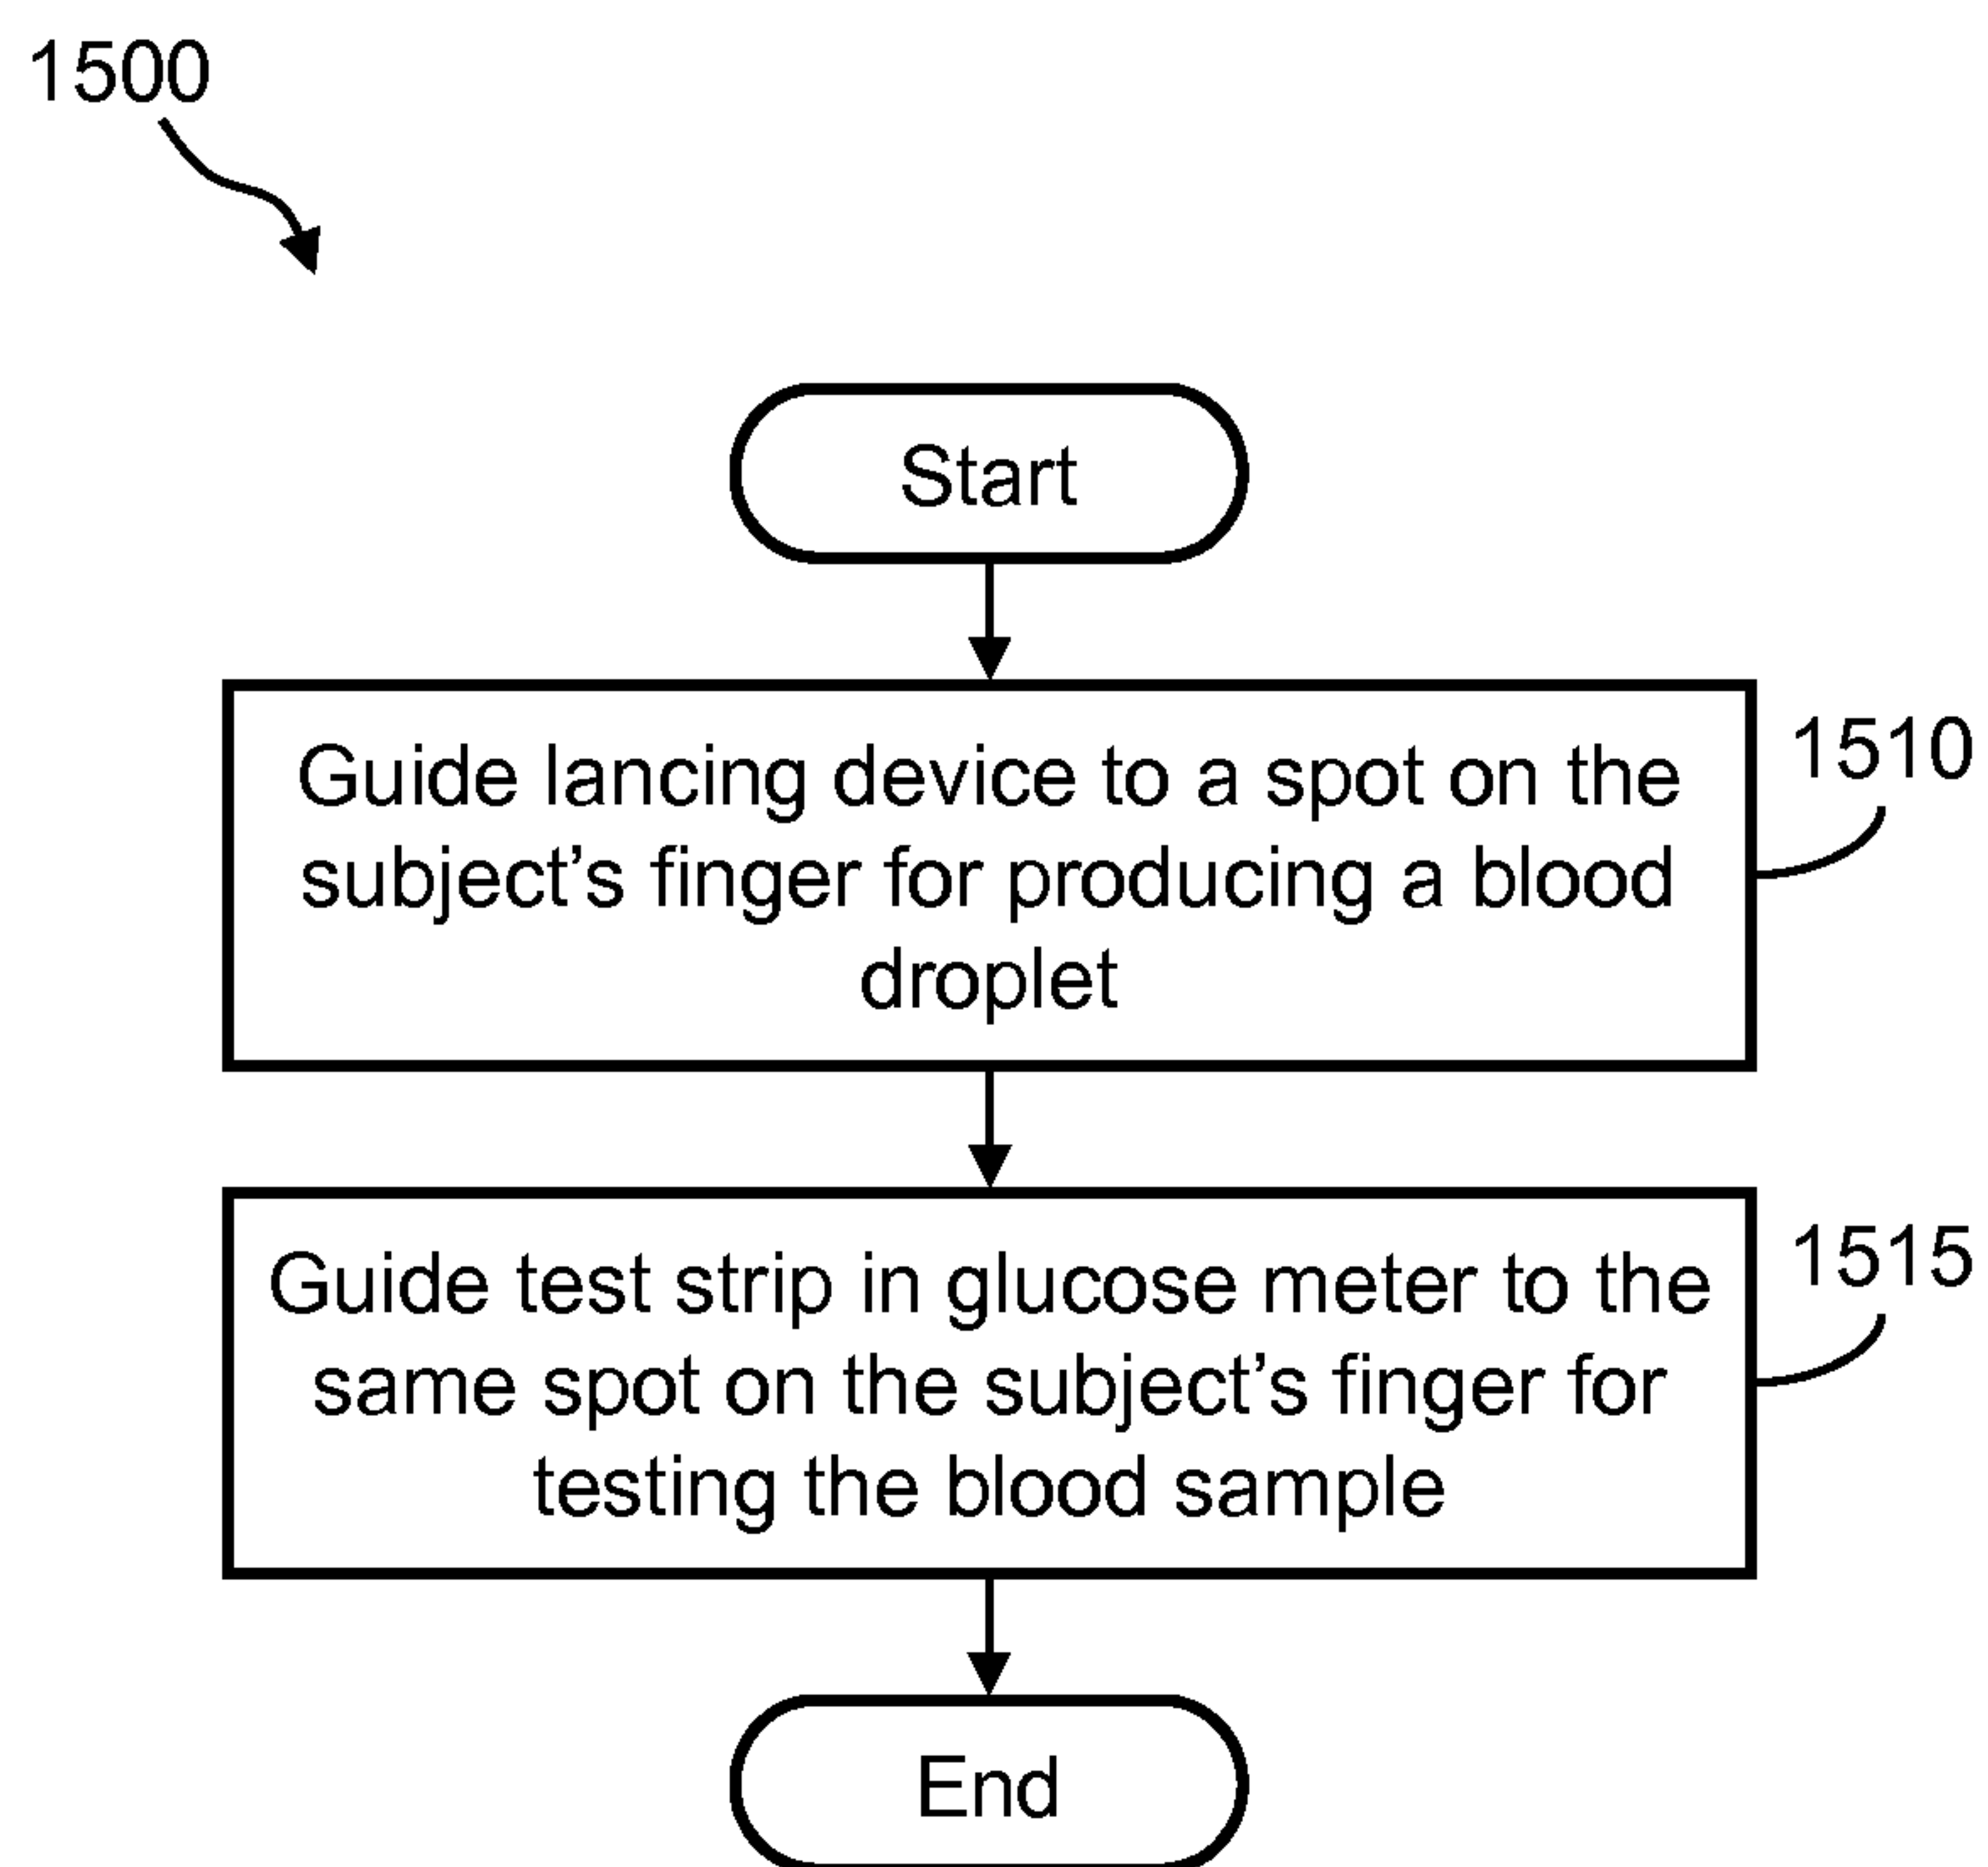 1500
Start
Guide lancing device to a spot on the
subject’s finger for producing a blood
droplet
1510
Guide test strip in glucose meter to the
same spot on the subject’s finger for
testing the blood sample
1515
End